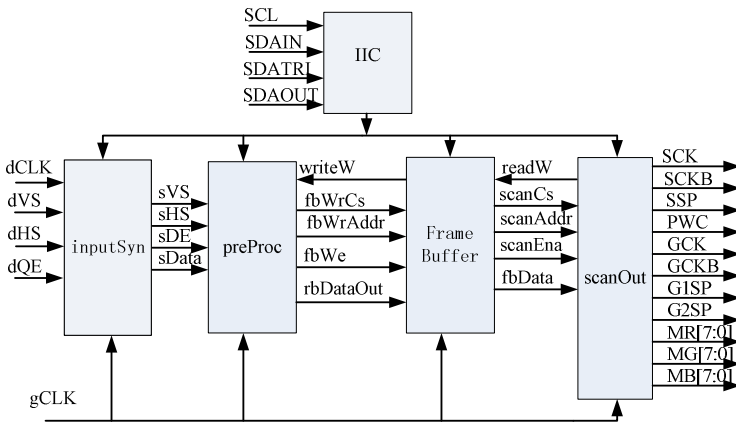 SCL
SDAIN
SDATRI
SDAOUT
IIC
dCLK
dVS
dHS
dQE
inputSyn
sVS
sHS
sDE
sData
preProc
writeW
fbWrCs
fbWrAddr
fbWe
rbDataOut
Frame
Buffer
readW
scanCs
scanAddr
scanEna
fbData
scanOut
SCK
SCKB
SSP
PWC
GCK
GCKB
G1SP
G2SP
MR[7:0]
MG[7:0]
MB[7:0]
gCLK